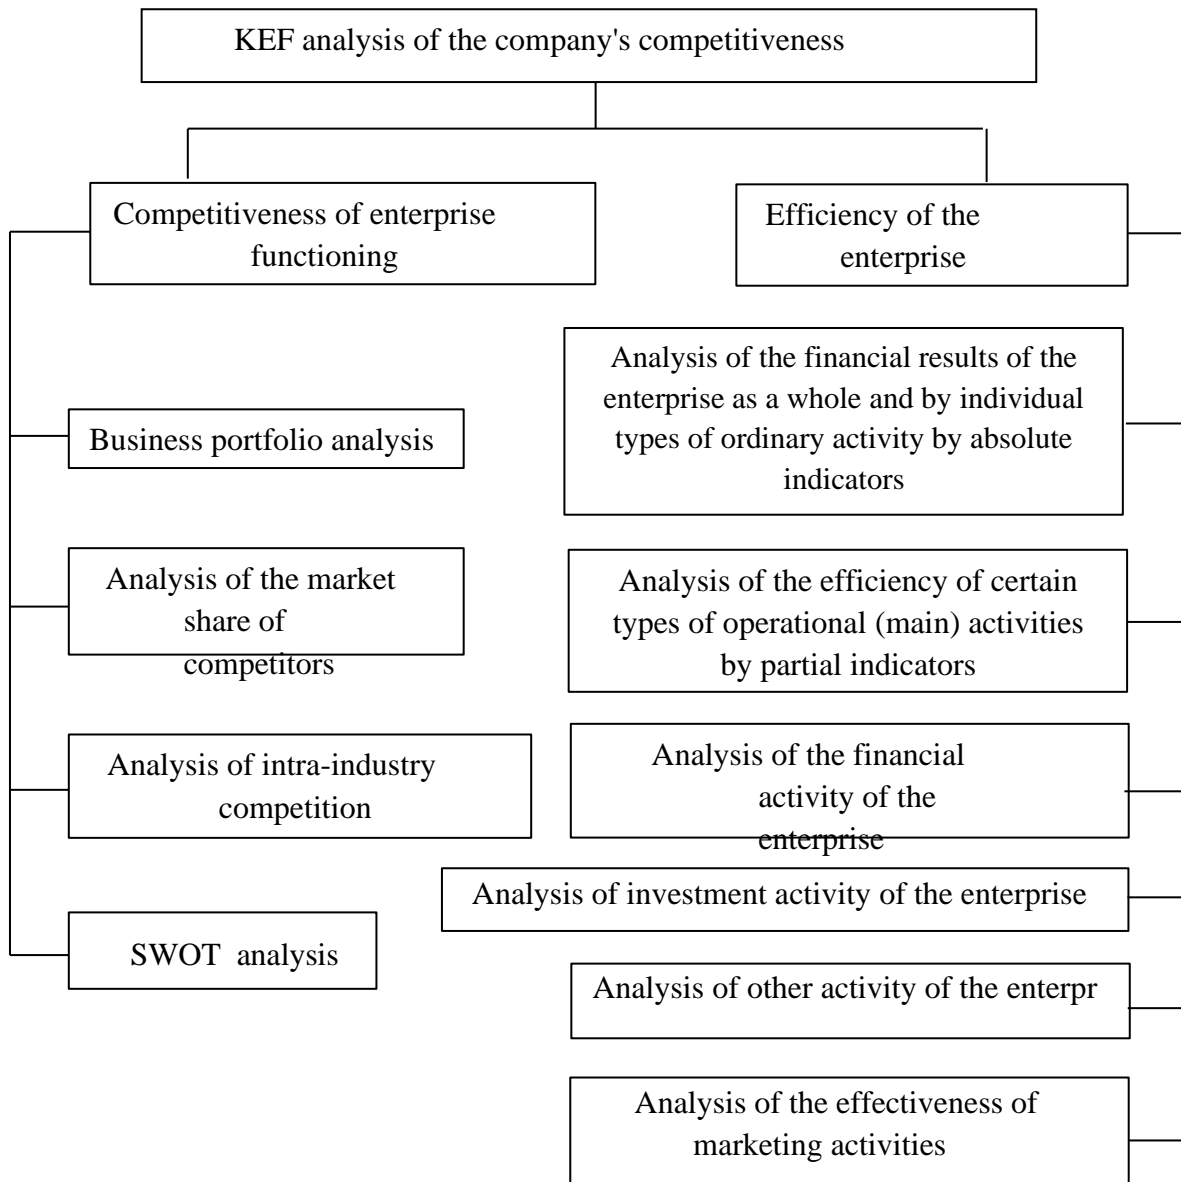 KEF analysis of the company's competitiveness
Competitiveness of enterprise
functioning
Efficiency of the
enterprise
Business portfolio analysis
Analysis of the market
share of
competitors
Analysis of intra-industry
competition
SWOT analysis
Analysis of the financial results of the
enterprise as a whole and by individual
types of ordinary activity by absolute
indicators
Analysis of the efficiency of certain
types of operational (main) activities
by partial indicators
Analysis of the financial
activity of the
enterprise
Analysis of investment activity of the enterprise
Analysis of other activity of the enterpr
Analysis of the effectiveness of
marketing activities